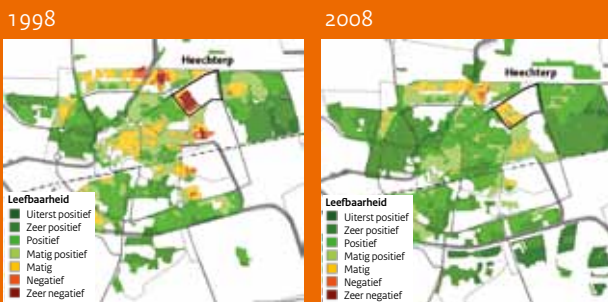 1998
Heechterp
Leefbaarheid
Uiterst positief
Zeer positief
Positief
Matig positief
Matig
Negatief
Zeer negatief
2008
Heechterp
Leefbaarheid
Uiterst positief
Zeer positief
Positief
Matig positief
Matig
Negatief
Zeer negatief